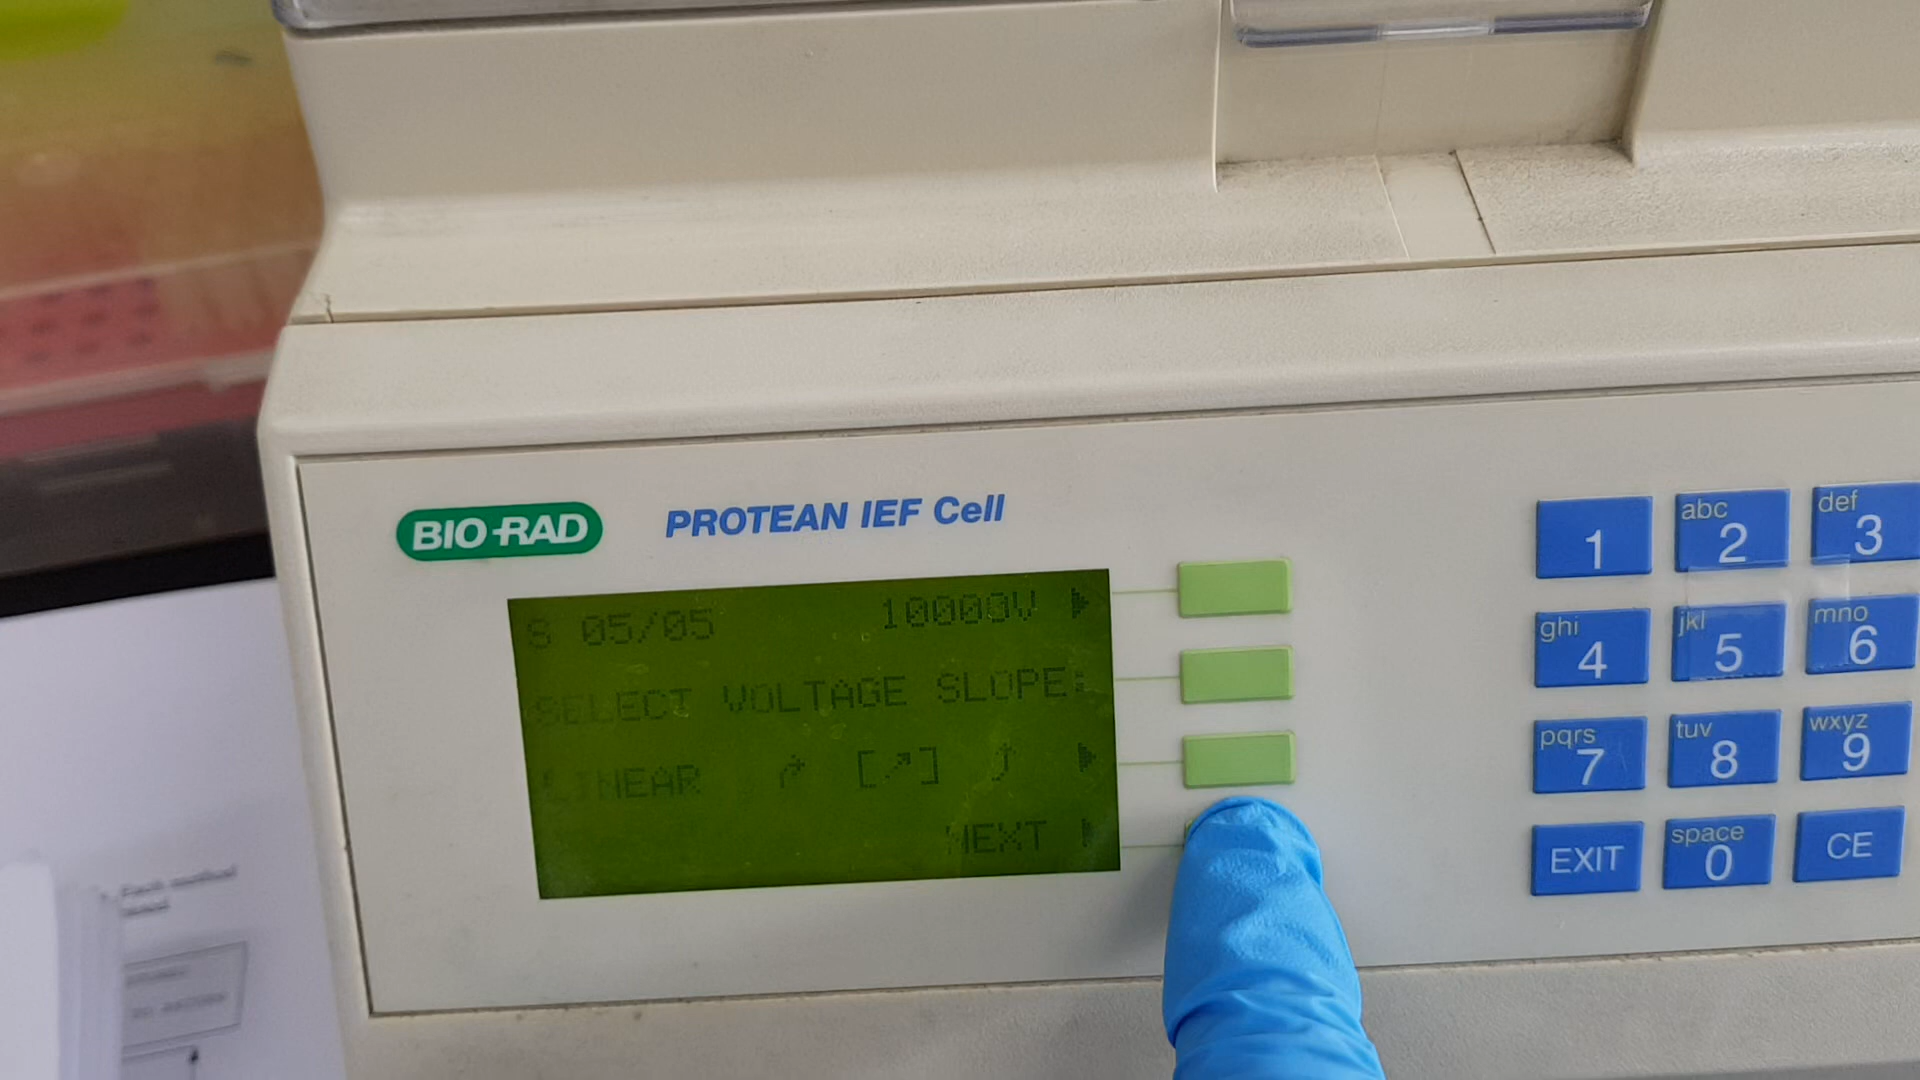 BIO-RAD PROTEAN IEF Cell
S 05/05 10000V
SELECT VOLTAGE SLOPE:
LINEAR [↗]
NEXT
1
abc 2
def 3
ghi 4
jkl 5
mno 6
pqrs 7
tuv 8
wxyz 9
EXIT
space 0
CE